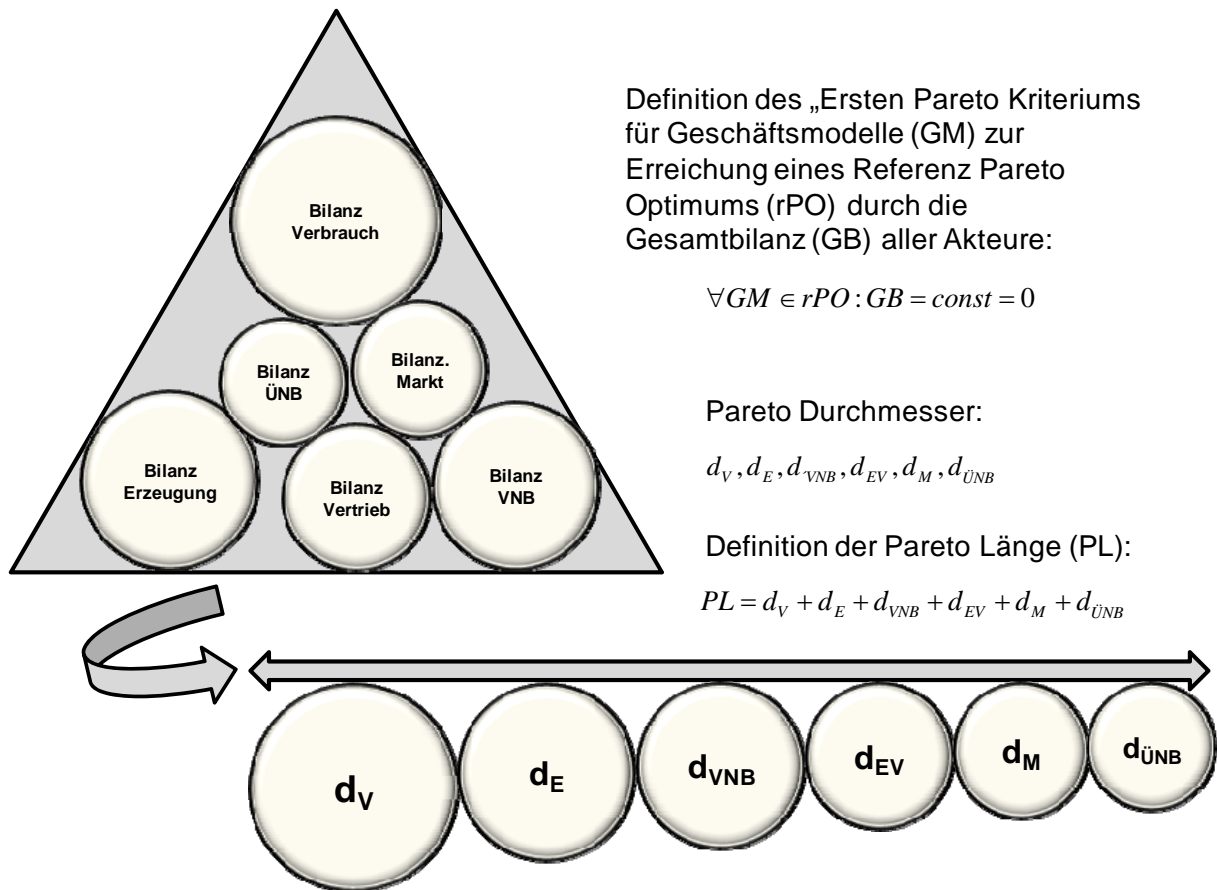 Definition des „Ersten Pareto Kriteriums
für Geschäftsmodelle (GM) zur
Erreichung eines Referenz Pareto
Optimums (rPO) durch die
Gesamtbilanz (GB) aller Akteure:
∀GM ∈ rPO : GB = const = 0
Bilanz
Verbrauch
Bilanz
ÜNB
Bilanz.
Markt
Bilanz
Erzeugung
Bilanz
Vertrieb
Bilanz
VNB
Pareto Durchmesser:
d_V, d_E, d_VNB, d_EV, d_M, d_ÜNB
Definition der Pareto Länge (PL):
PL = d_V + d_E + d_VNB + d_EV + d_M + d_ÜNB
d_V
d_E
d_VNB
d_EV
d_M
d_ÜNB